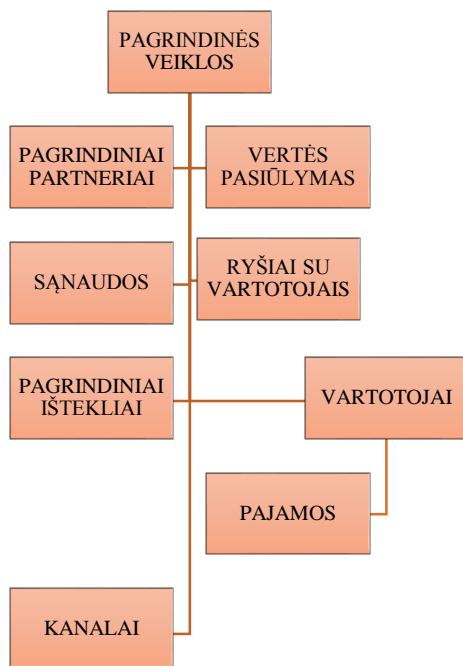 PAGRINDINĖS
VEIKLOS
PAGRINDINIAI
PARTNERIAI
VERTĖS
PASIŪLYMAS
SĄNAUDOS
RYŠIAI SU
VARTOTOJAIS
PAGRINDINIAI
IŠTEKLIAI
VARTOTOJAI
PAJAMOS
KANALAI